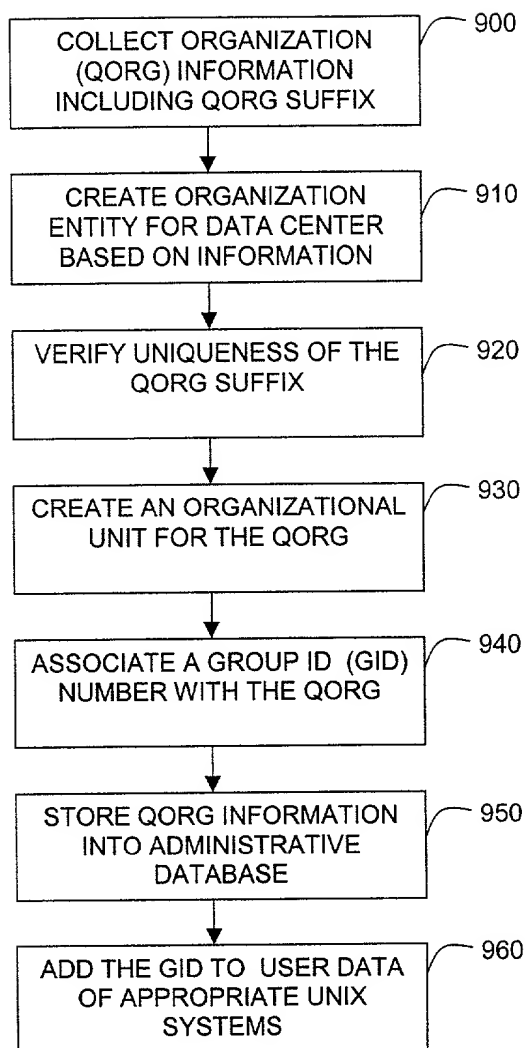 COLLECT ORGANIZATION
(QORG) INFORMATION
INCLUDING QORG SUFFIX
900
CREATE ORGANIZATION
ENTITY FOR DATA CENTER
BASED ON INFORMATION
910
VERIFY UNIQUENESS OF THE
QORG SUFFIX
920
CREATE AN ORGANIZATIONAL
UNIT FOR THE QORG
930
ASSOCIATE A GROUP ID (GID)
NUMBER WITH THE QORG
940
STORE QORG INFORMATION
INTO ADMINISTRATIVE
DATABASE
950
ADD THE GID TO USER DATA
OF APPROPRIATE UNIX
SYSTEMS
960